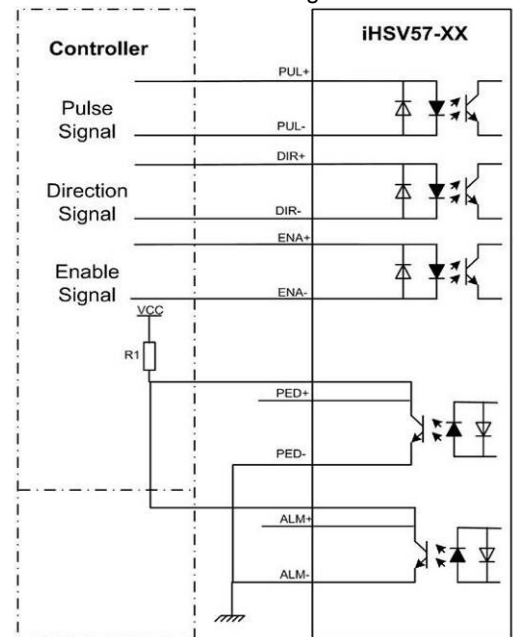 Controller
iHSV57-XX
PUL+
Pulse
Signal
PUL-
DIR+
Direction
Signal
DIR-
ENA+
Enable
Signal
ENA-
VCC
R1
PED+
PED-
ALM+
ALM-